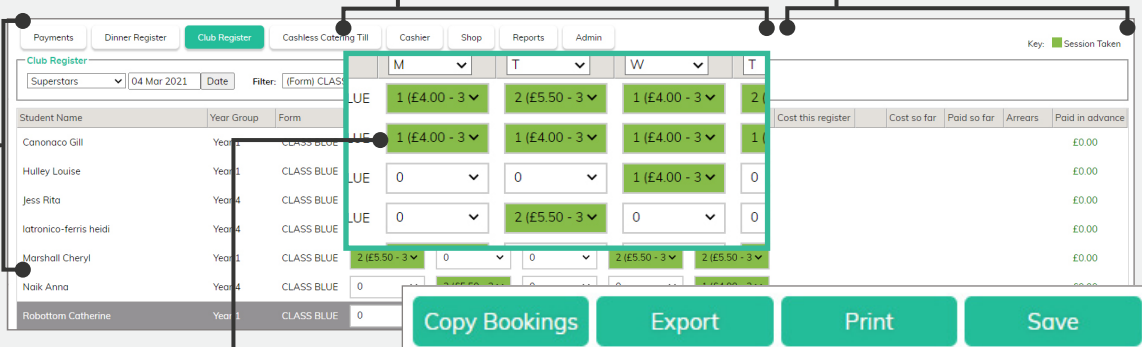 Payments Dinner Register Club Register Cashless Catering Till Cashier Shop Reports Admin
Key: Session Taken
Club Register
Superstars 04 Mar 2021 Date Filter: (Form) CLASS
M T W T
LUE 1 (£4.00 - 3 2 (£5.50 - 3 1 (£4.00 - 3 2 (
LUE 1 (£4.00 - 3 1 (£4.00 - 3 1 (£4.00 - 3 1 (
LUE 0 0 1 (£4.00 - 3 0
LUE 0 2 (£5.50 - 3 0 0
Student Name Year Group Form Cost this register Cost so far Paid so far Arrears Paid in advance
Canonaco Gill Year 1 CLASS BLUE £0.00
Hulley Louise Year 1 CLASS BLUE £0.00
Jess Rita Year 4 CLASS BLUE £0.00
Iatronico-ferris heidi Year 4 CLASS BLUE £0.00
Marshall Cheryl Year 1 CLASS BLUE 2 (£5.50 - 3 0 0 2 (£5.50 - 3 2 (£5.50 - 3 £0.00
Naik Anna Year 4 CLASS BLUE 0
Robottom Catherine Year 1 CLASS BLUE 0
Copy Bookings Export Print Save